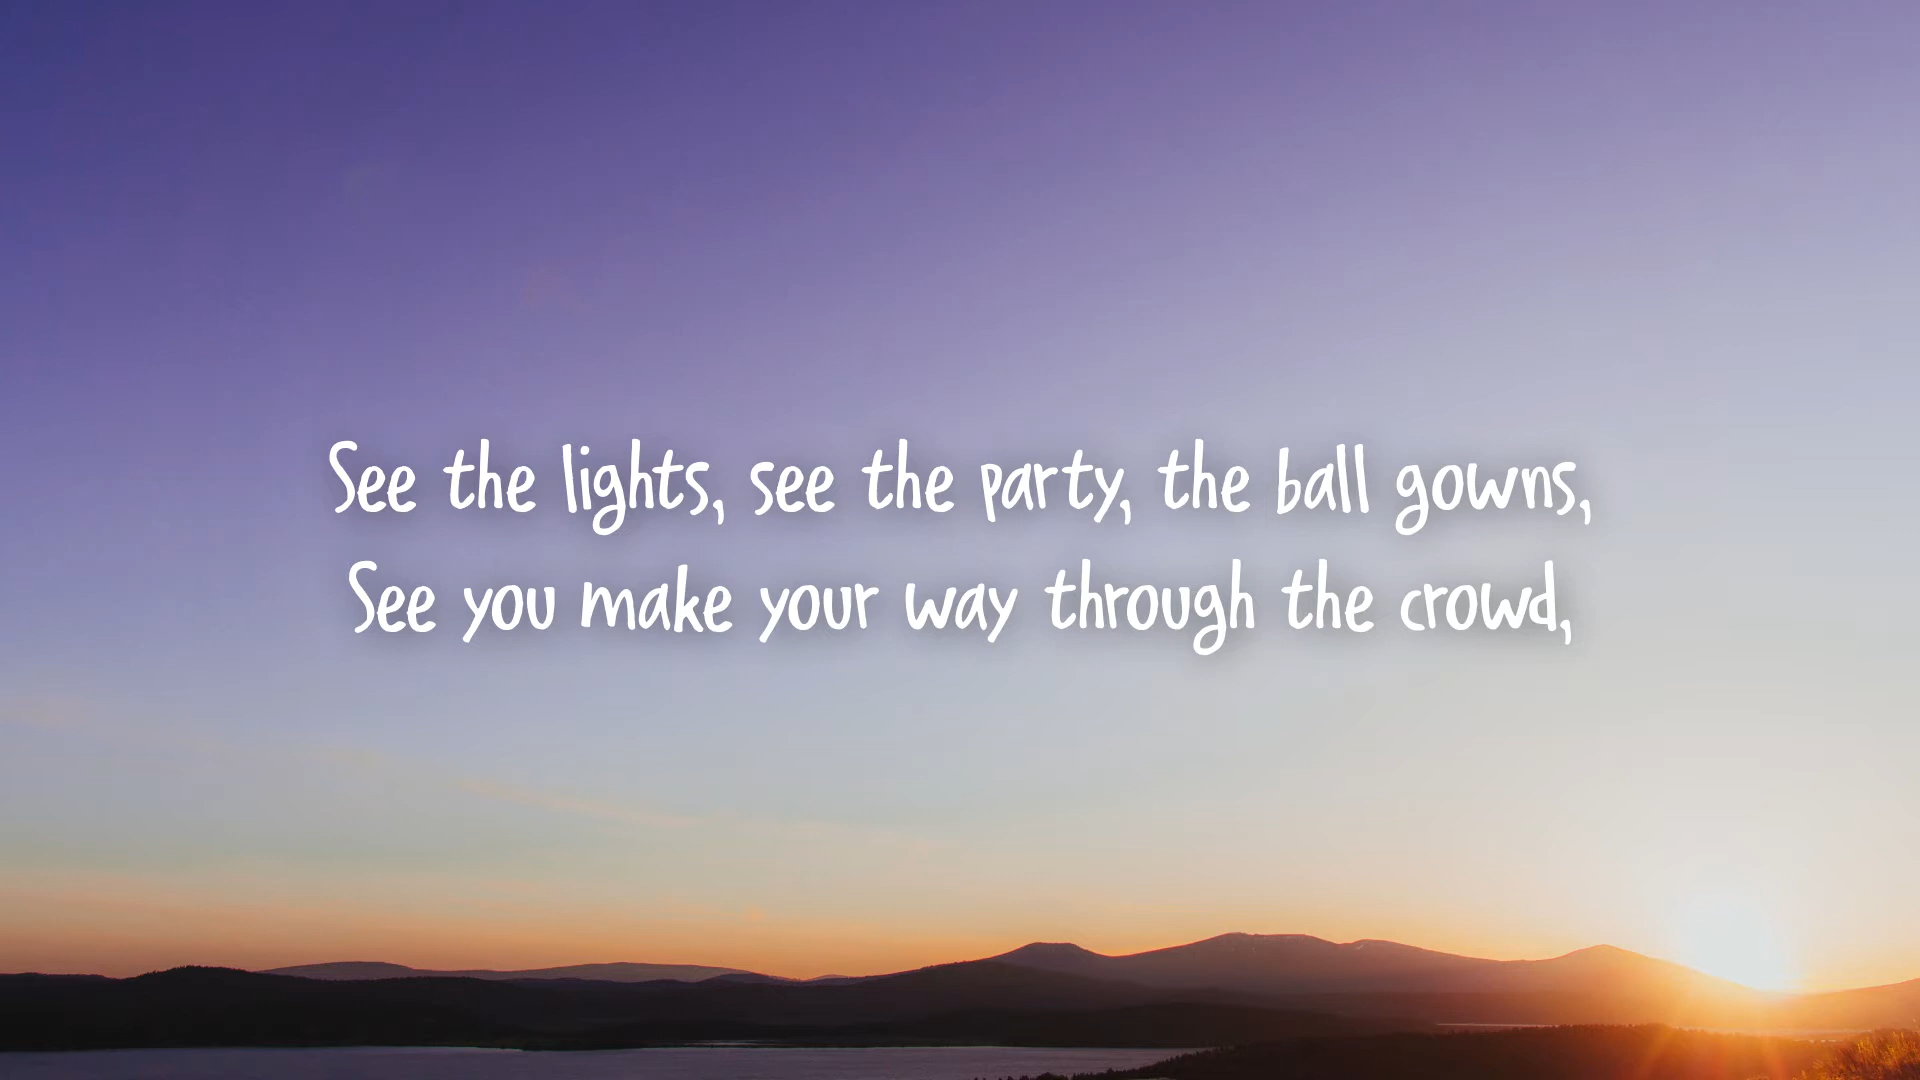 See the lights, see the party, the ball gowns,
See you make your way through the crowd,